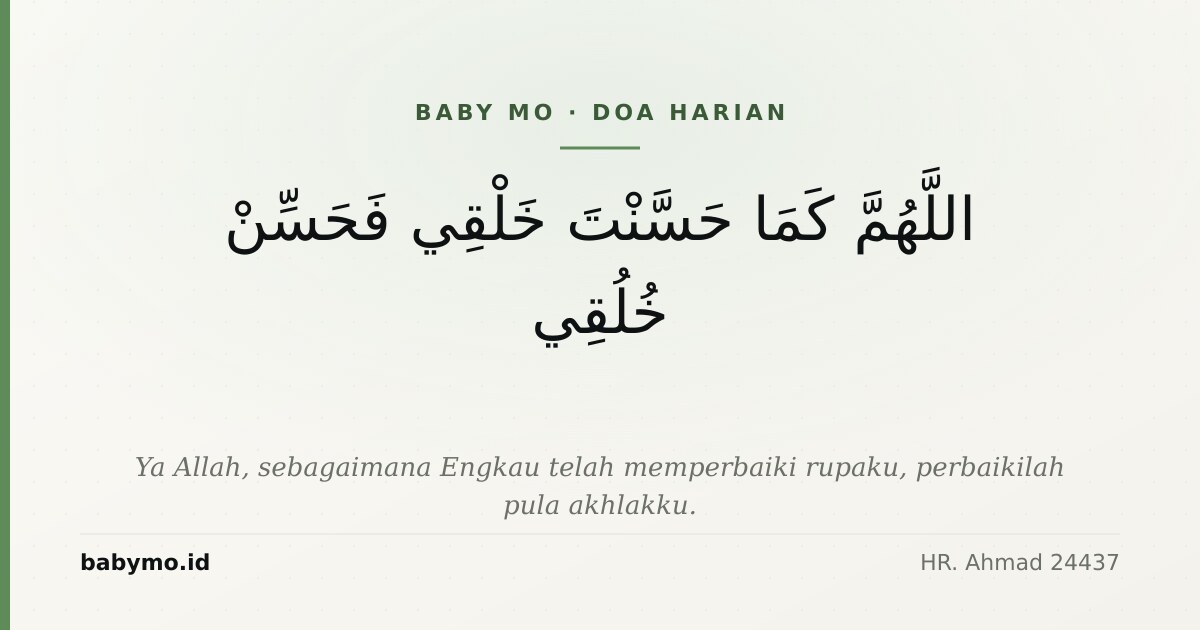 BABY MO · DOA HARIAN
اللَّهُمَّ كَمَا حَسَّنْتَ خَلْقِي فَحَسِّنْ
خُلُقِي
Ya Allah, sebagaimana Engkau telah memperbaiki rupaku, perbaikilah
pula akhlakku.
babymo.id
HR. Ahmad 24437